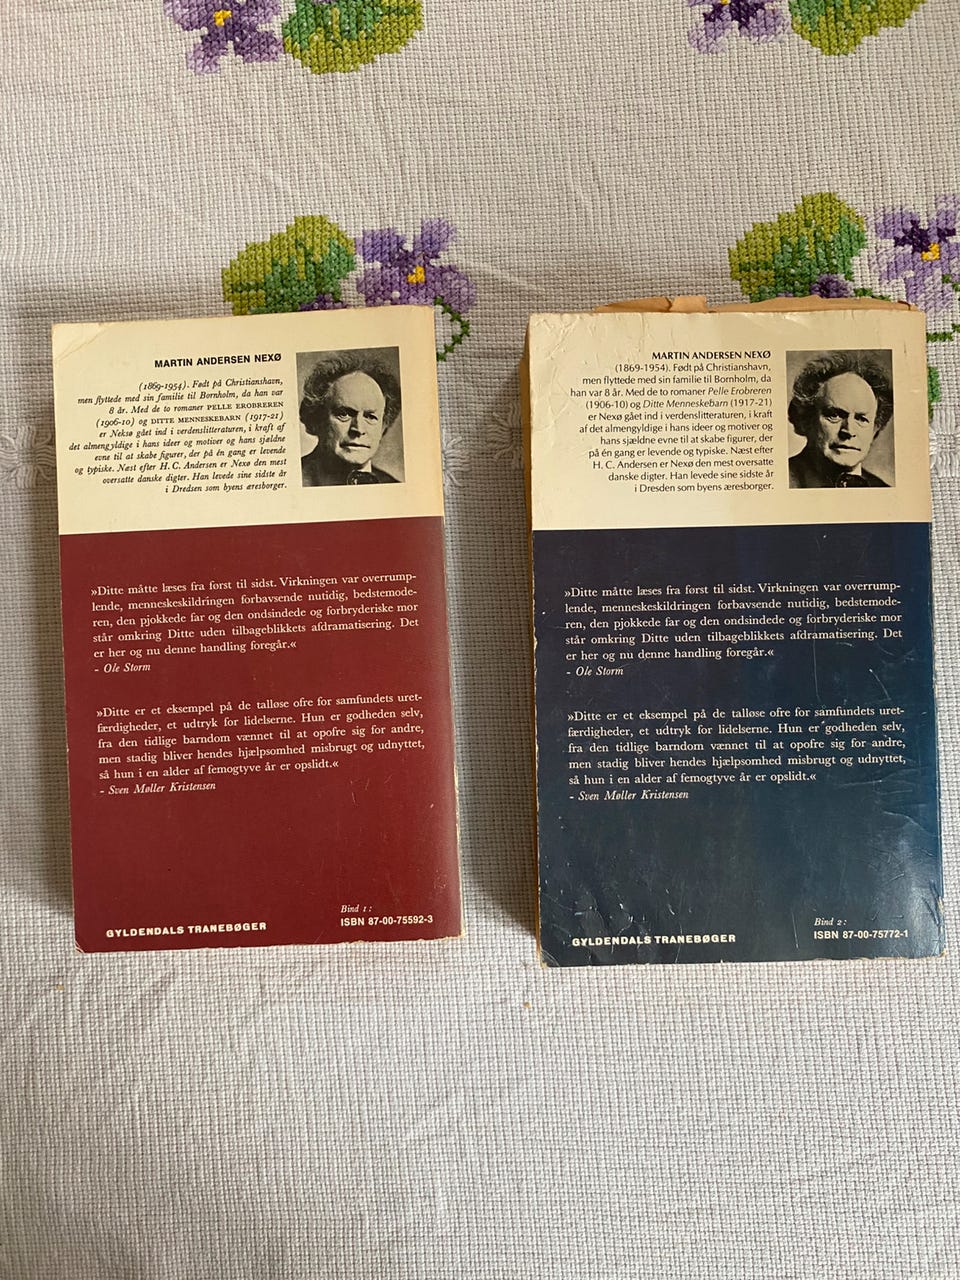 MARTIN ANDERSEN NEXØ
(1869-1954). Født på Christianshavn,
men flyttede med sin familie til Bornholm, da han var
8 år. Med de to romaner PELLE EROBREREN
(1906-10) og DITTE MENNESKEBARN (1917-21)
er Neksø gået ind i verdenslitteraturen, i kraft af
det almengyldige i hans ideer og motiver og hans sjældne
evne til at skabe figurer, der på én gang er levende
og typiske. Næst efter H. C. Andersen er Nexø den mest
oversatte danske digter. Han levede sine sidste år
i Dredsen som byens æresborger.
»Ditte måtte læses fra først til sidst. Virkningen var overrump-
lende, menneskeskildringen forbavsende nutidig, bedstemode-
ren, den pjokkede far og den ondsindede og forbryderiske mor
står omkring Ditte uden tilbageblikkets afdramatisering. Det
er her og nu denne handling foregår.«
- Ole Storm
»Ditte er et eksempel på de talløse ofre for samfundets uret-
færdigheder, et udtryk for lidelserne. Hun er godheden selv,
fra den tidlige barndom vænnet til at opofre sig for andre,
men stadig bliver hendes hjælpsomhed misbrugt og udnyttet,
så hun i en alder af femogtyve år er opslidt.«
- Sven Møller Kristensen
GYLDENDALS TRANEBØGER
Bind 1:
ISBN 87-00-75592-3
MARTIN ANDERSEN NEXØ
(1869-1954). Født på Christianshavn,
men flyttede med sin familie til Bornholm, da
han var 8 år. Med de to romaner Pelle Erobreren
(1906-10) og Ditte Menneskebarn (1917-21)
er Nexø gået ind i verdenslitteraturen, i kraft
af det almengyldige i hans ideer og motiver og
hans sjældne evne til at skabe figurer, der
på én gang er levende og typiske. Næst efter
H. C. Andersen er Nexø den mest oversatte
danske digter. Han levede sine sidste år
i Dresden som byens æresborger.
»Ditte måtte læses fra først til sidst. Virkningen var overrump-
lende, menneskeskildringen forbavsende nutidig, bedstemode-
ren, den pjokkede far og den ondsindede og forbryderiske mor
står omkring Ditte uden tilbageblikkets afdramatisering. Det
er her og nu denne handling foregår.«
- Ole Storm
»Ditte er et eksempel på de talløse ofre for samfundets uret-
færdigheder, et udtryk for lidelserne. Hun er godheden selv,
fra den tidlige barndom vænnet til at opofre sig for andre,
men stadig bliver hendes hjælpsomhed misbrugt og udnyttet,
så hun i en alder af femogtyve år er opslidt.«
- Sven Møller Kristensen
GYLDENDALS TRANEBØGER
Bind 2:
ISBN 87-00-75772-1